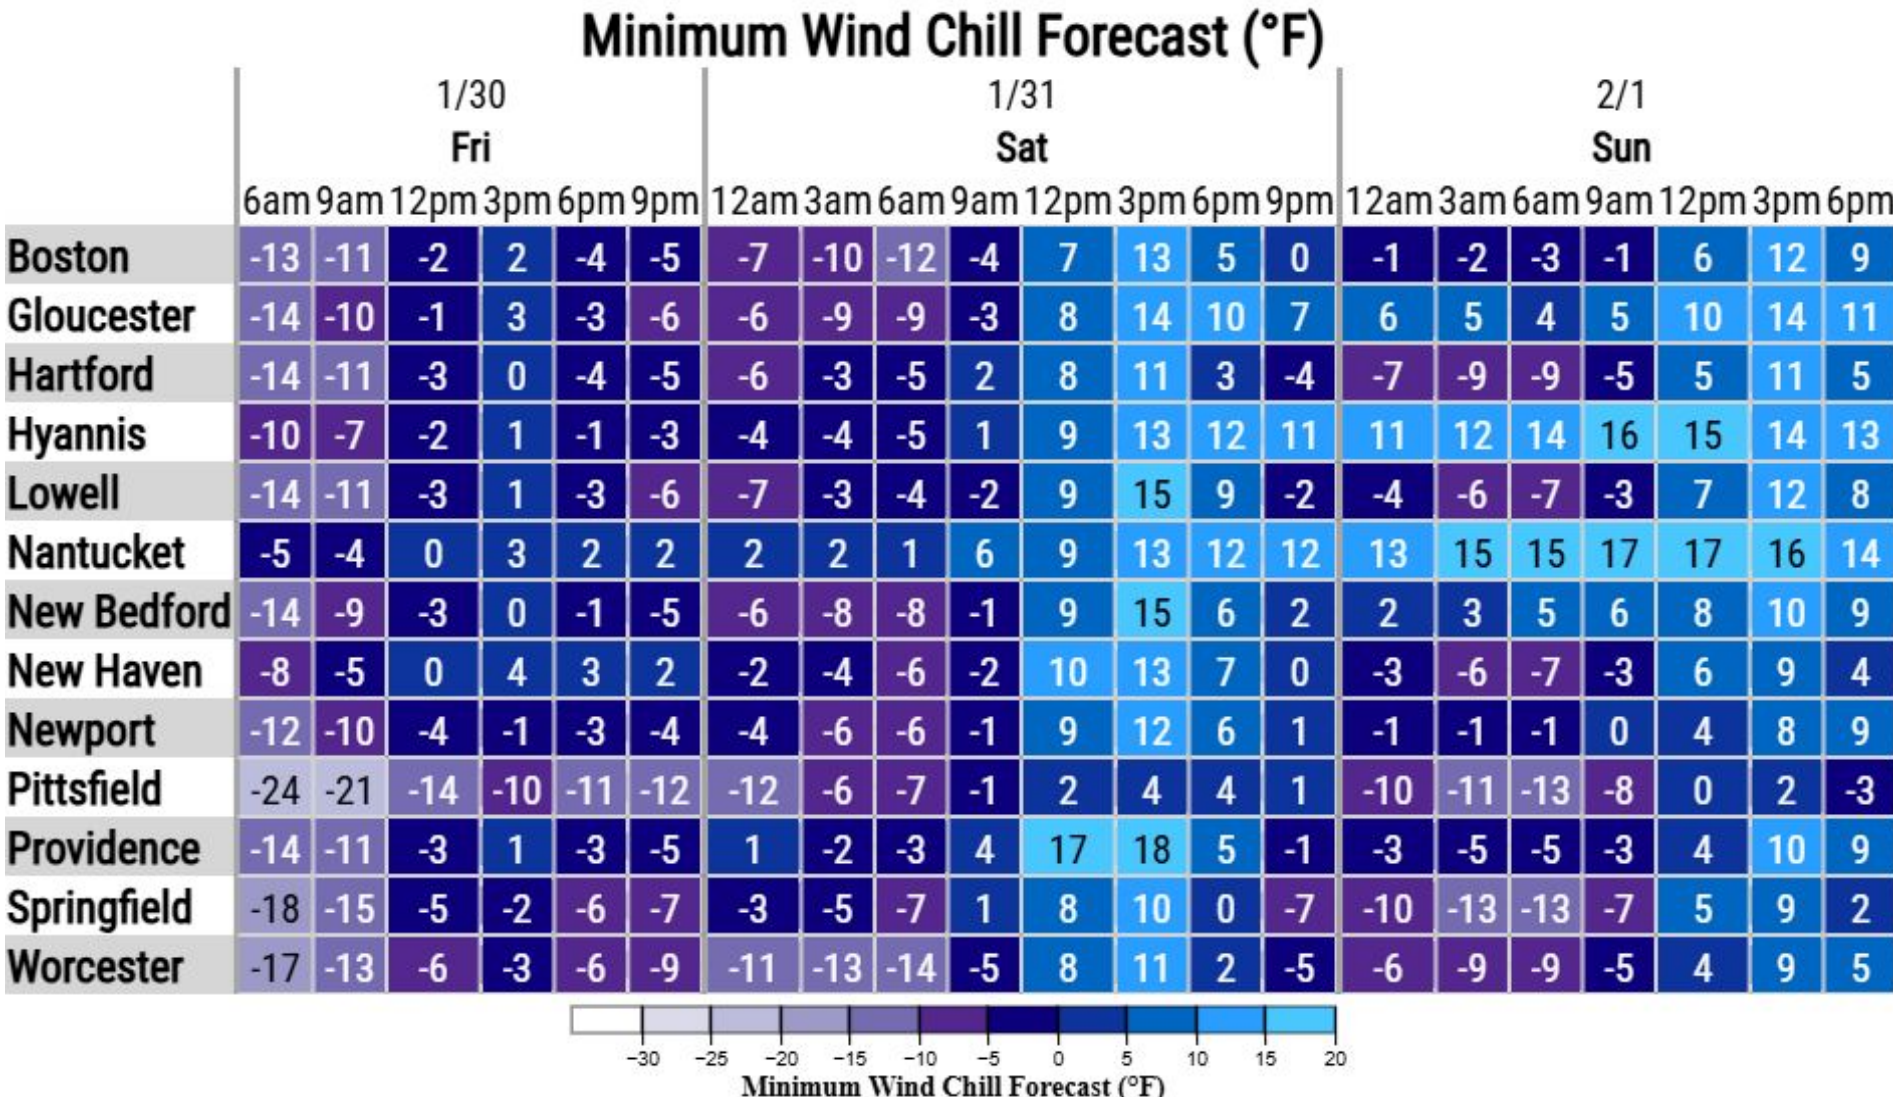 Minimum Wind Chill Forecast (°F)
1/30 1/31 2/1
Fri Sat Sun
6am 9am 12pm 3pm 6pm 9pm 12am 3am 6am 9am 12pm 3pm 6pm 9pm 12am 3am 6am 9am 12pm 3pm 6pm
Boston -13 -11 -2 2 -4 -5 -7 -10 -12 -4 7 13 5 0 -1 -2 -3 -1 6 12 9
Gloucester -14 -10 -1 3 -3 -6 -6 -9 -9 -3 8 14 10 7 6 5 4 5 10 14 11
Hartford -14 -11 -3 0 -4 -5 -6 -3 -5 2 8 11 3 -4 -7 -9 -9 -5 5 11 5
Hyannis -10 -7 -2 1 -1 -3 -4 -4 -5 1 9 13 12 11 11 12 14 16 15 14 13
Lowell -14 -11 -3 1 -3 -6 -7 -3 -4 -2 9 15 9 -2 -4 -6 -7 -3 7 12 8
Nantucket -5 -4 0 3 2 2 2 2 1 6 9 13 12 12 13 15 15 17 17 16 14
New Bedford -14 -9 -3 0 -1 -5 -6 -8 -8 -1 9 15 6 2 2 3 5 6 8 10 9
New Haven -8 -5 0 4 3 2 -2 -4 -6 -2 10 13 7 0 -3 -6 -7 -3 6 9 4
Newport -12 -10 -4 -1 -3 -4 -4 -6 -6 -1 9 12 6 1 -1 -1 -1 0 4 8 9
Pittsfield -24 -21 -14 -10 -11 -12 -12 -6 -7 -1 2 4 4 1 -10 -11 -13 -8 0 2 -3
Providence -14 -11 -3 1 -3 -5 1 -2 -3 4 17 18 5 -1 -3 -5 -5 -3 4 10 9
Springfield -18 -15 -5 -2 -6 -7 -3 -5 -7 1 8 10 0 -7 -10 -13 -13 -7 5 9 2
Worcester -17 -13 -6 -3 -6 -9 -11 -13 -14 -5 8 11 2 -5 -6 -9 -9 -5 4 9 5
−30 −25 −20 −15 −10 −5 0 5 10 15 20
Minimum Wind Chill Forecast (°F)